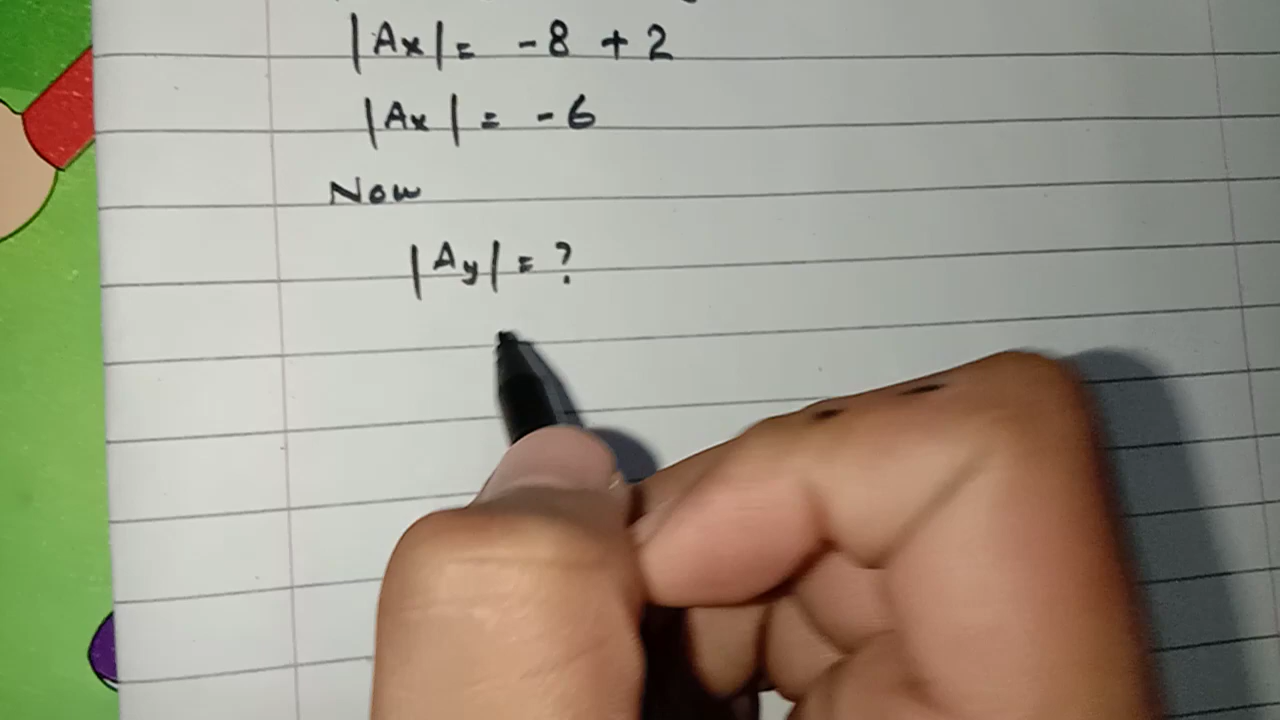 |Ax| = -8 + 2
|Ax| = -6
Now
|Ay| = ?